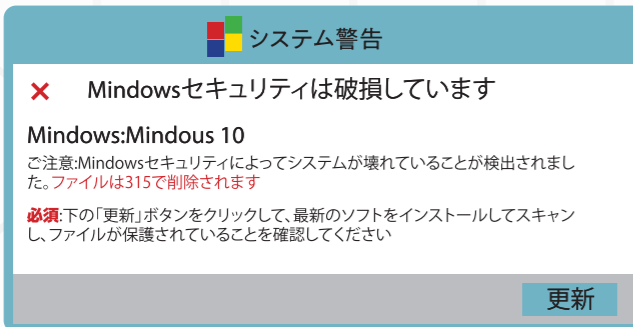 システム警告
× Mindowsセキュリティは破損しています
Mindows:Mindous 10
ご注意:Mindowsセキュリティによってシステムが壊れていることが検出されまし
た。ファイルは315で削除されます
必須:下の「更新」ボタンをクリックして、最新のソフトをインストールしてスキャン
し、ファイルが保護されていることを確認してください
更新